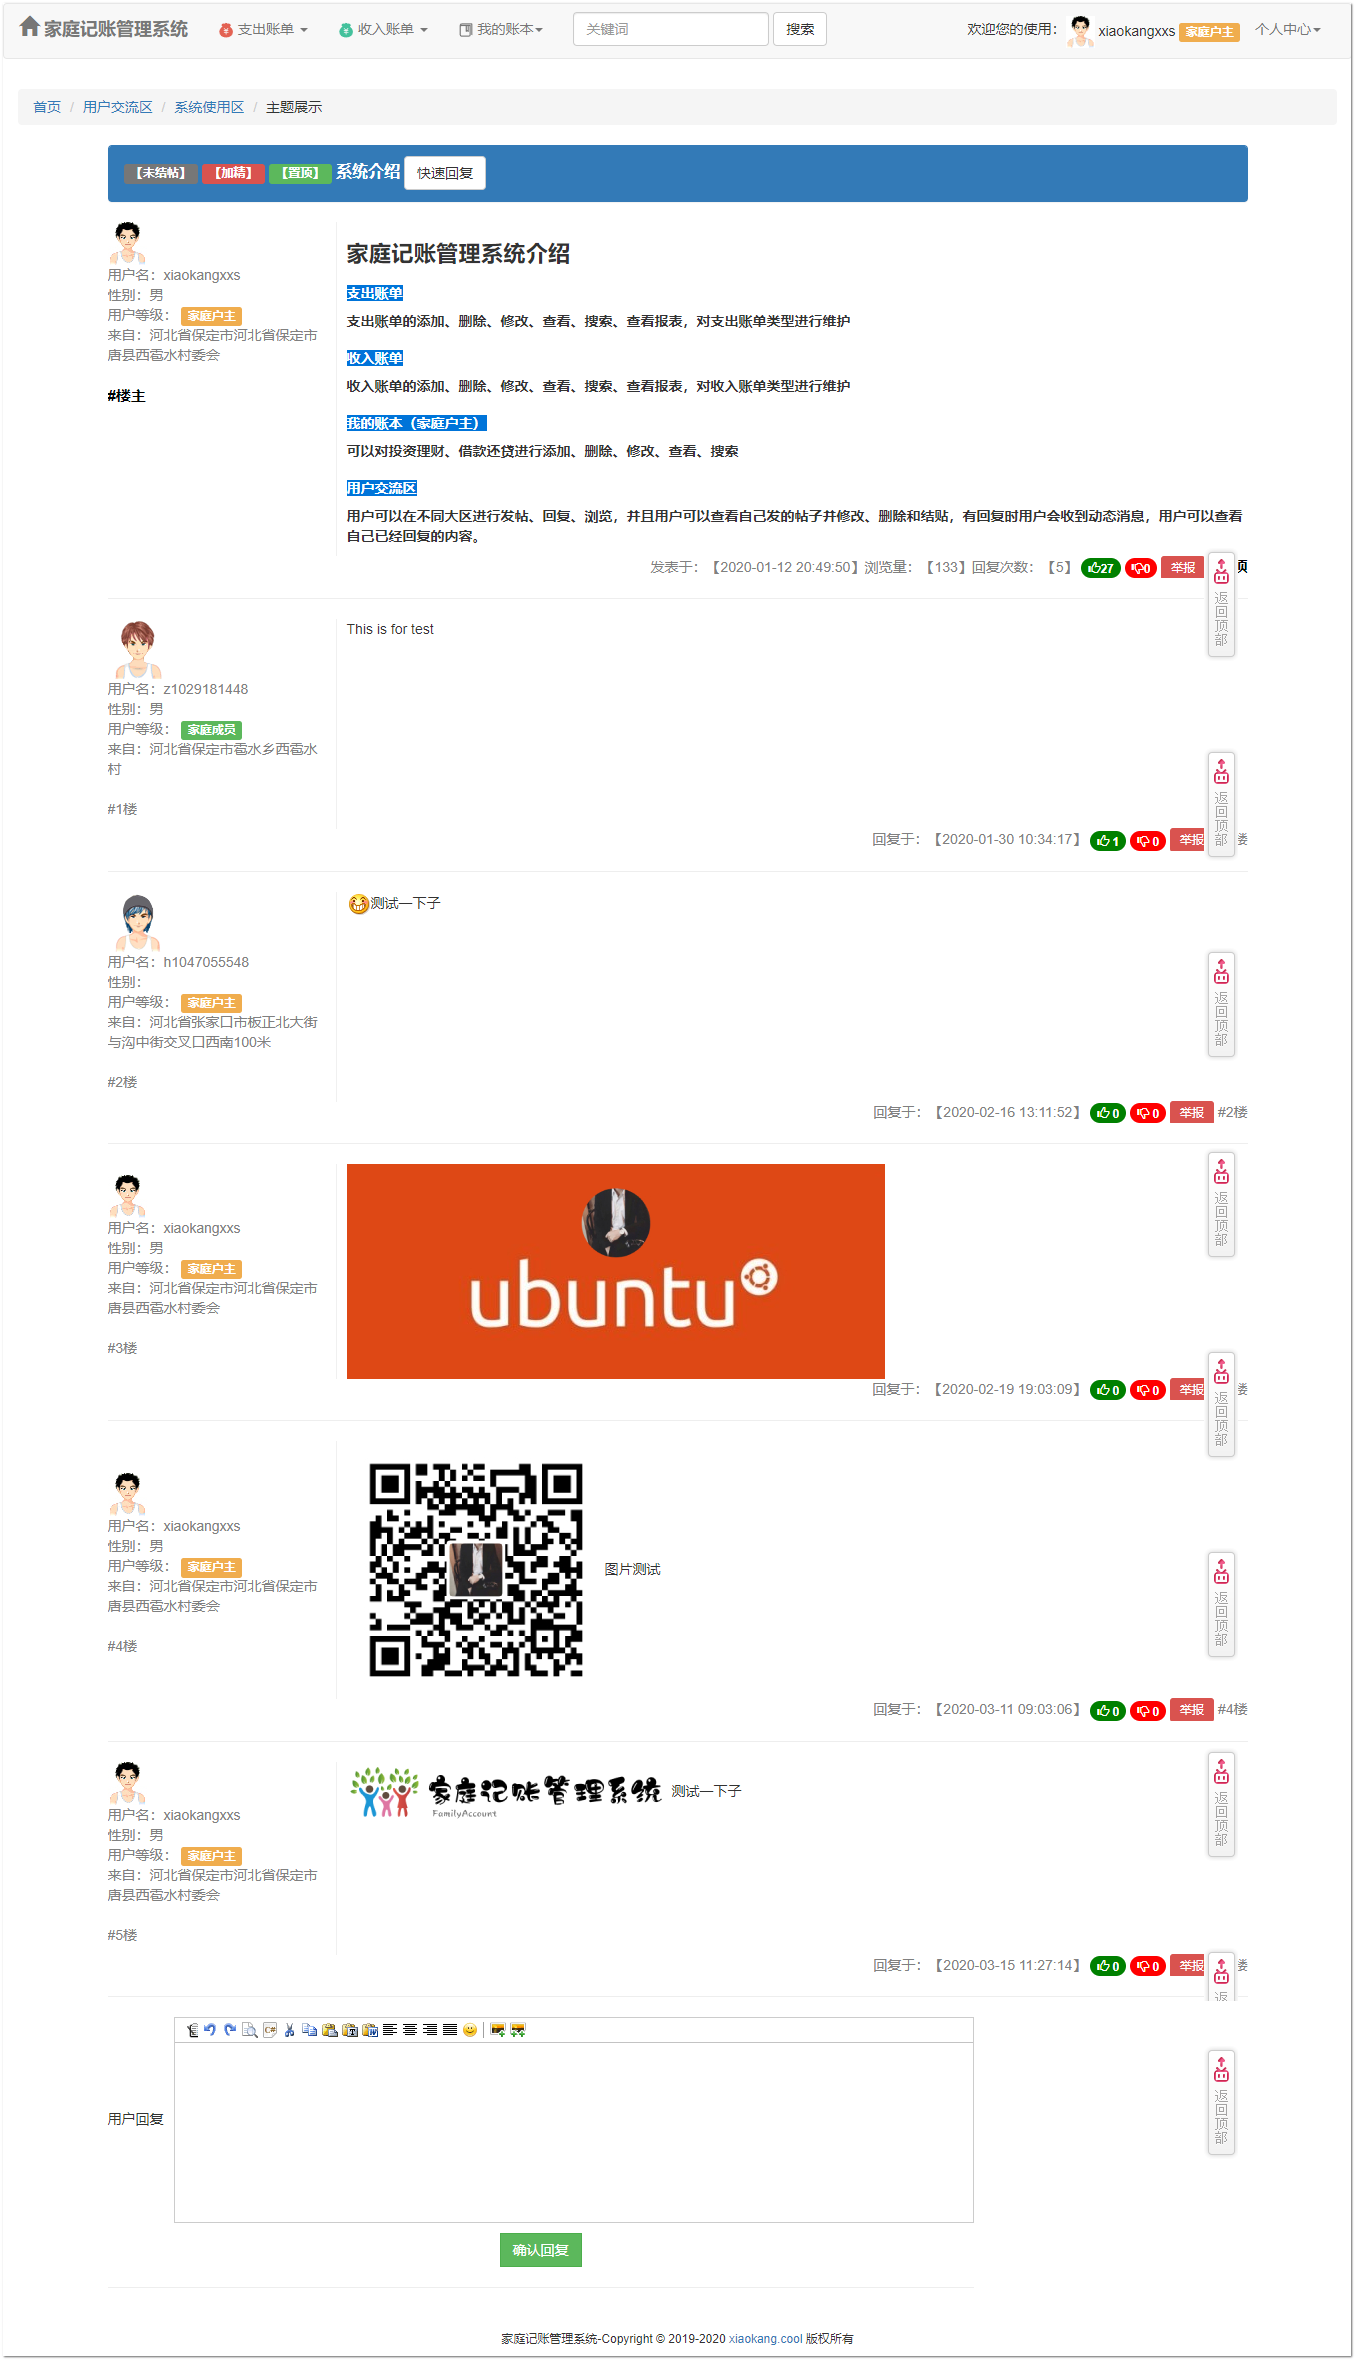 家庭记账管理系统 支出账单 收入账单 我的账本 关键词 搜索 欢迎您的使用： xiaokangxxs 家庭户主 个人中心
首页 / 用户交流区 / 系统使用区 / 主题展示
【未结帖】 【加精】 【置顶】 系统介绍 快速回复
用户名：xiaokangxxs
性别：男
用户等级： 家庭户主
来自：河北省保定市河北省保定市
唐县西雹水村委会
#楼主
家庭记账管理系统介绍
支出账单
支出账单的添加、删除、修改、查看、搜索、查看报表，对支出账单类型进行维护
收入账单
收入账单的添加、删除、修改、查看、搜索、查看报表，对收入账单类型进行维护
我的账本（家庭户主）
可以对投资理财、借款还贷进行添加、删除、修改、查看、搜索
用户交流区
用户可以在不同大区进行发帖、回复、浏览，并且用户可以查看自己发的帖子并修改、删除和结贴，有回复时用户会收到动态消息，用户可以查看
自己已经回复的内容。
发表于：【2020-01-12 20:49:50】浏览量：【133】回复次数：【5】 27 0 举报 页
返回顶部
用户名：z1029181448
性别：男
用户等级： 家庭成员
来自：河北省保定市雹水乡西雹水
村
#1楼
This is for test
返回顶部
回复于：【2020-01-30 10:34:17】 1 0 举报 楼
用户名：h1047055548
性别：
用户等级： 家庭户主
来自：河北省张家口市板正北大街
与沟中街交叉口西南100米
#2楼
测试一下子
返回顶部
回复于：【2020-02-16 13:11:52】 0 0 举报 #2楼
返回顶部
用户名：xiaokangxxs
性别：男
用户等级： 家庭户主
来自：河北省保定市河北省保定市
唐县西雹水村委会
#3楼
ubuntu
回复于：【2020-02-19 19:03:09】 0 0 举报 楼
返回顶部
用户名：xiaokangxxs
性别：男
用户等级： 家庭户主
来自：河北省保定市河北省保定市
唐县西雹水村委会
#4楼
图片测试
返回顶部
回复于：【2020-03-11 09:03:06】 0 0 举报 #4楼
用户名：xiaokangxxs
性别：男
用户等级： 家庭户主
来自：河北省保定市河北省保定市
唐县西雹水村委会
#5楼
家庭记账管理系统 测试一下子
FamilyAccount
返回顶部
回复于：【2020-03-15 11:27:14】 0 0 举报 楼
返
用户回复
返回顶部
确认回复
家庭记账管理系统-Copyright © 2019-2020 xiaokang.cool 版权所有